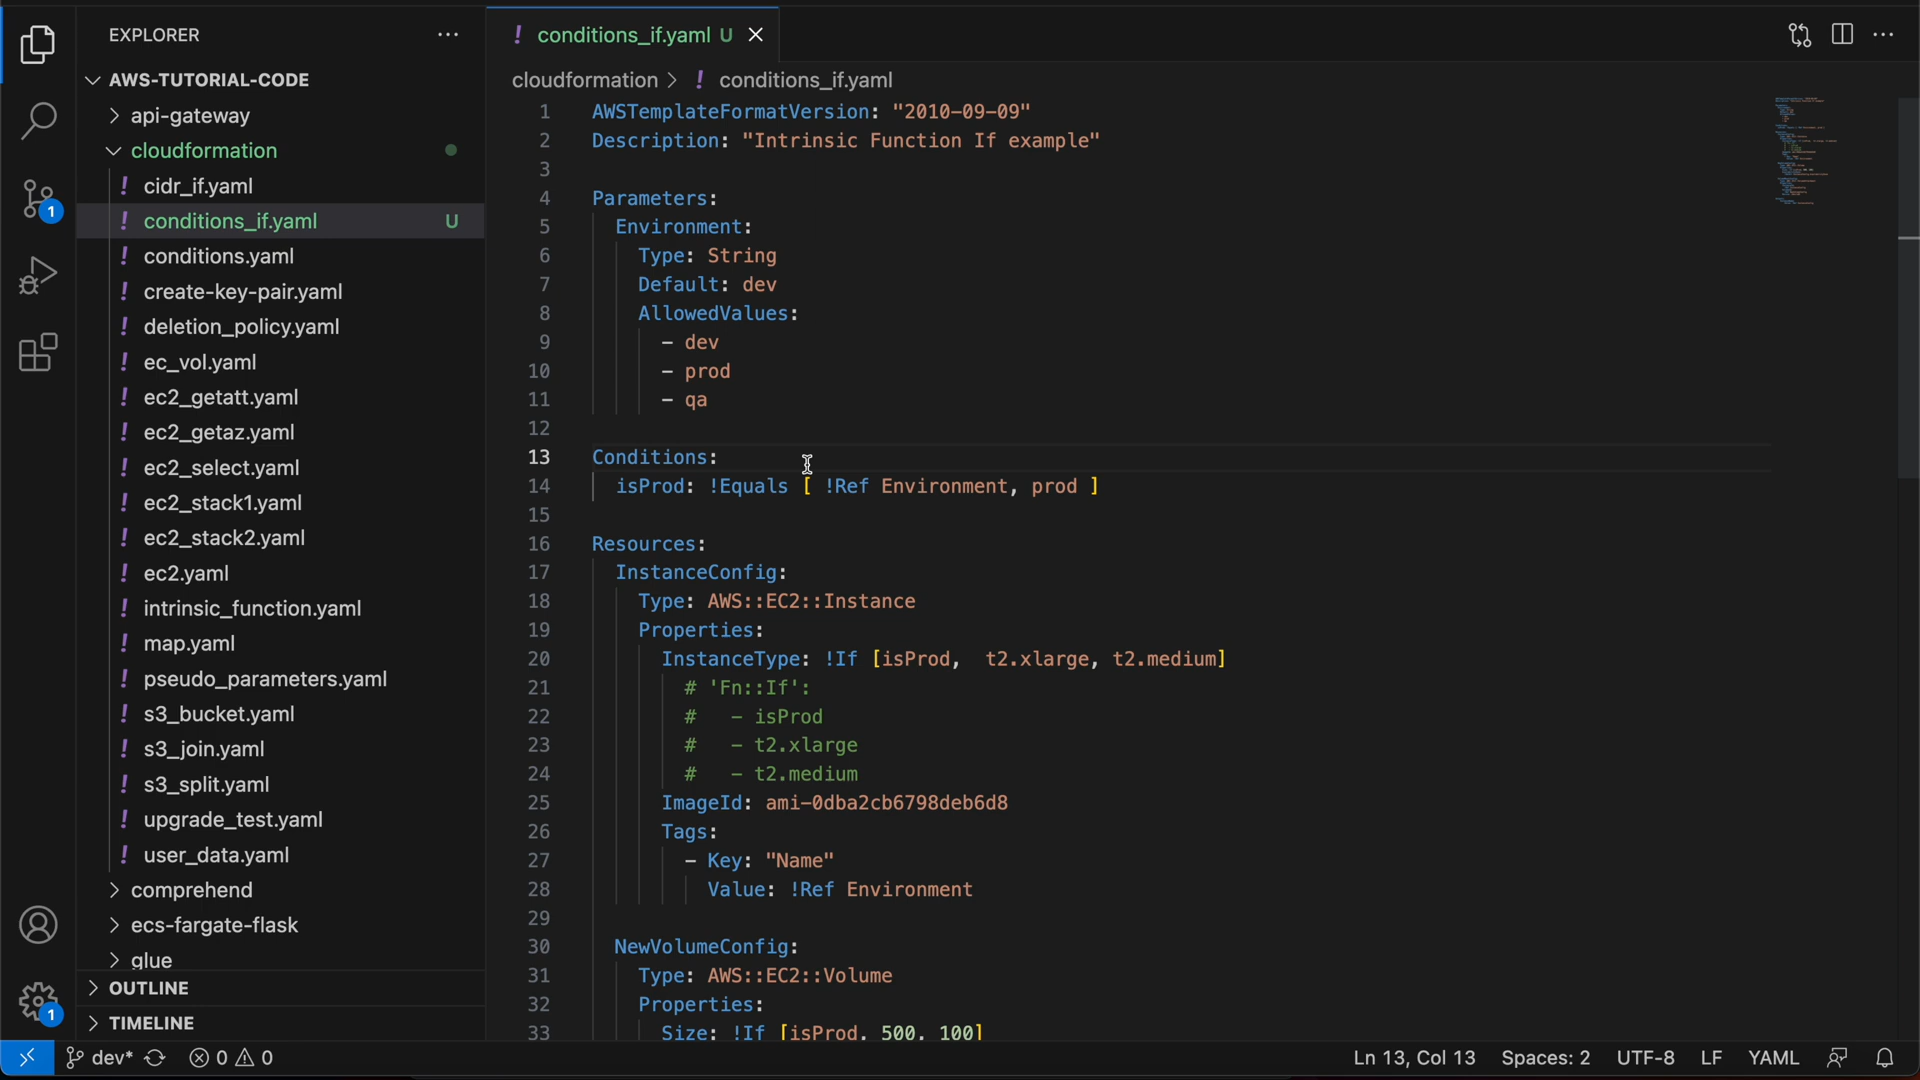 EXPLORER
AWS-TUTORIAL-CODE
api-gateway
cloudformation
! cidr_if.yaml
! conditions_if.yaml U
! conditions.yaml
! create-key-pair.yaml
! deletion_policy.yaml
! ec_vol.yaml
! ec2_getatt.yaml
! ec2_getaz.yaml
! ec2_select.yaml
! ec2_stack1.yaml
! ec2_stack2.yaml
! ec2.yaml
! intrinsic_function.yaml
! map.yaml
! pseudo_parameters.yaml
! s3_bucket.yaml
! s3_join.yaml
! s3_split.yaml
! upgrade_test.yaml
! user_data.yaml
comprehend
ecs-fargate-flask
glue
OUTLINE
TIMELINE
1
1
! conditions_if.yaml U
cloudformation > ! conditions_if.yaml
1 AWSTemplateFormatVersion: "2010-09-09"
2 Description: "Intrinsic Function If example"
3
4 Parameters:
5 Environment:
6 Type: String
7 Default: dev
8 AllowedValues:
9 - dev
10 - prod
11 - qa
12
13 Conditions:
14 isProd: !Equals [ !Ref Environment, prod ]
15
16 Resources:
17 InstanceConfig:
18 Type: AWS::EC2::Instance
19 Properties:
20 InstanceType: !If [isProd,  t2.xlarge, t2.medium]
21 # 'Fn::If':
22 #   - isProd
23 #   - t2.xlarge
24 #   - t2.medium
25 ImageId: ami-0dba2cb6798deb6d8
26 Tags:
27 - Key: "Name"
28 Value: !Ref Environment
29
30 NewVolumeConfig:
31 Type: AWS::EC2::Volume
32 Properties:
33 Size: !If [isProd, 500, 100]
dev* 0 0 Ln 13, Col 13 Spaces: 2 UTF-8 LF YAML